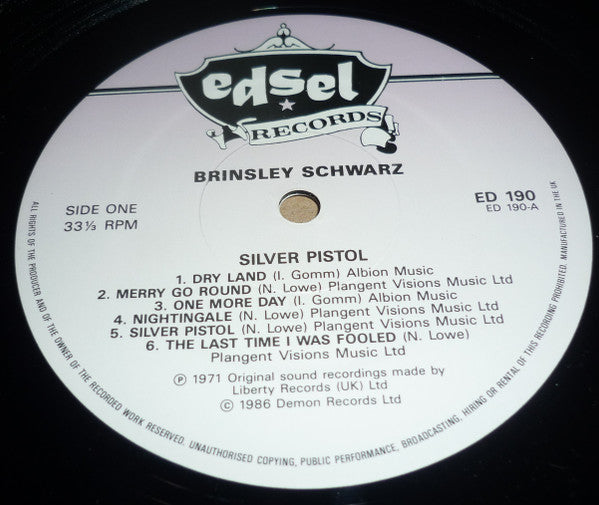 edsel
RECORDS
BRINSLEY SCHWARZ
SIDE ONE
33⅓ RPM
ED 190
ED 190-A
SILVER PISTOL
1. DRY LAND (I. Gomm) Albion Music
2. MERRY GO ROUND (N. Lowe) Plangent Visions Music Ltd
3. ONE MORE DAY (I. Gomm) Albion Music
4. NIGHTINGALE (N. Lowe) Plangent Visions Music Ltd
5. SILVER PISTOL (N. Lowe) Plangent Visions Music Ltd
6. THE LAST TIME I WAS FOOLED (N. Lowe)
Plangent Visions Music Ltd
℗ 1971 Original sound recordings made by
Liberty Records (UK) Ltd
© 1986 Demon Records Ltd
ALL RIGHTS OF THE PRODUCER AND OF THE OWNER OF THE RECORDED WORK RESERVED. UNAUTHORISED COPYING, PUBLIC PERFORMANCE, BROADCASTING, HIRING OR RENTAL OF THIS RECORDING PROHIBITED. MANUFACTURED IN THE UK